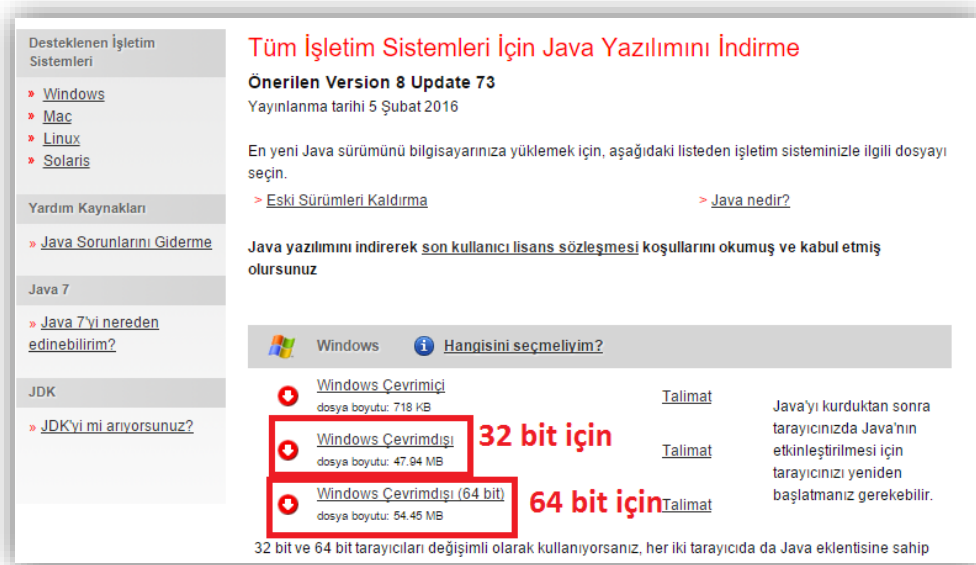 Desteklenen İşletim
Sistemleri
» Windows
» Mac
» Linux
» Solaris
Yardım Kaynakları
» Java Sorunlarını Giderme
Java 7
» Java 7'yi nereden
edinebilirim?
JDK
» JDK'yi mi arıyorsunuz?
Tüm İşletim Sistemleri İçin Java Yazılımını İndirme
Önerilen Version 8 Update 73
Yayınlanma tarihi 5 Şubat 2016
En yeni Java sürümünü bilgisayarınıza yüklemek için, aşağıdaki listeden işletim sisteminizle ilgili dosyayı
seçin.
> Eski Sürümleri Kaldırma > Java nedir?
Java yazılımını indirerek son kullanıcı lisans sözleşmesi koşullarını okumuş ve kabul etmiş
olursunuz
Windows i Hangisini seçmeliyim?
Windows Çevrimiçi Talimat
dosya boyutu: 718 KB
Windows Çevrimdışı 32 bit için Talimat
dosya boyutu: 47.94 MB
Windows Çevrimdışı (64 bit) 64 bit için Talimat
dosya boyutu: 54.45 MB
Java'yı kurduktan sonra
tarayıcınızda Java'nın
etkinleştirilmesi için
tarayıcınızı yeniden
başlatmanız gerekebilir.
32 bit ve 64 bit tarayıcıları değişimli olarak kullanıyorsanız, her iki tarayıcıda da Java eklentisine sahip